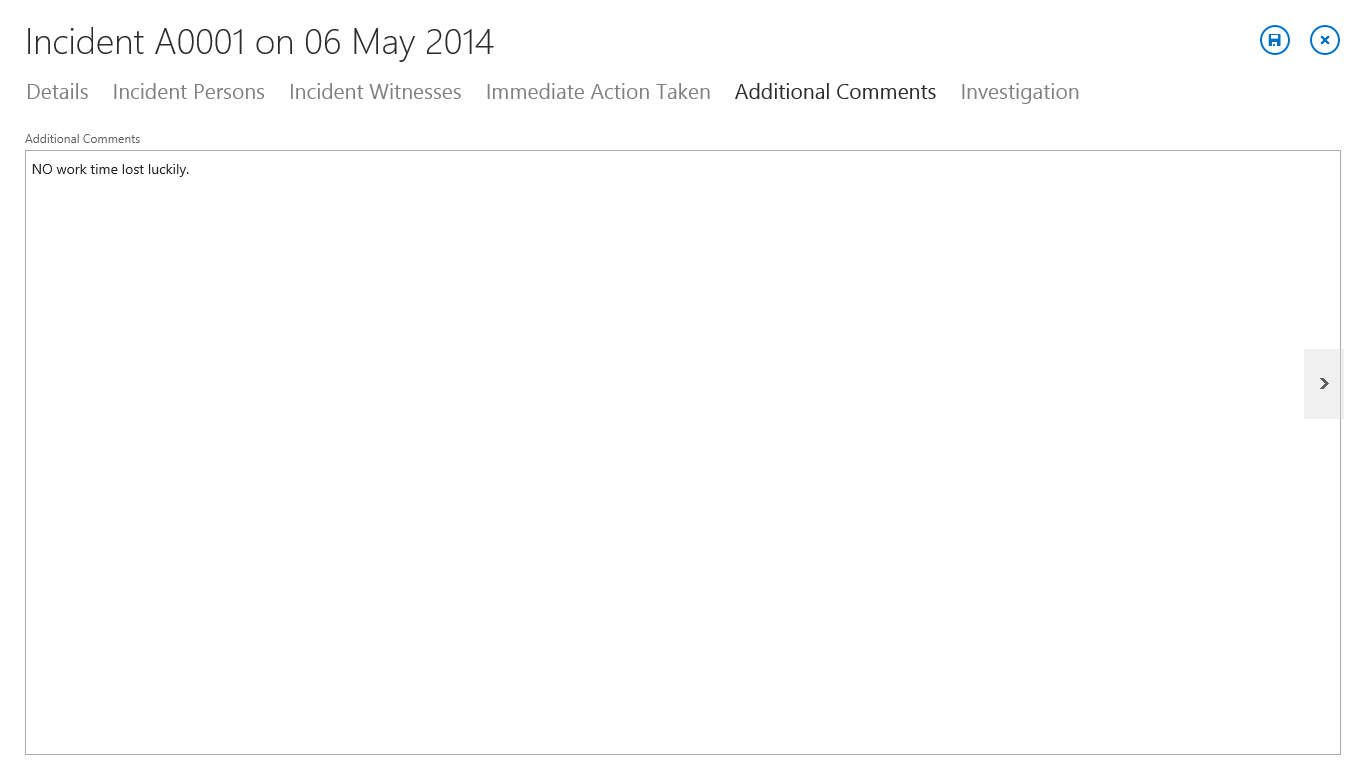 Incident A0001 on 06 May 2014
Details Incident Persons Incident Witnesses Immediate Action Taken Additional Comments Investigation
Additional Comments
NO work time lost luckily.